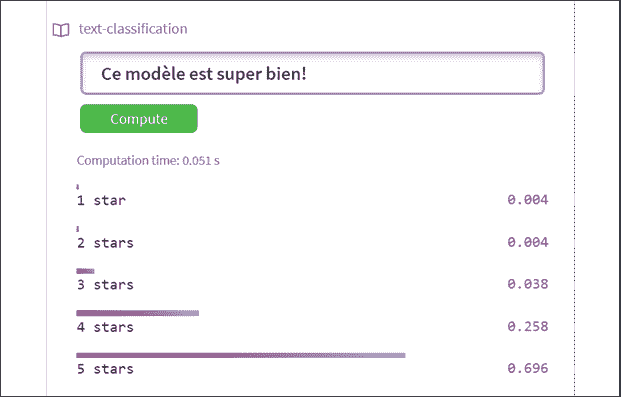 text-classification
Ce modèle est super bien!
Compute
Computation time: 0.051 s
1 star 0.004
2 stars 0.004
3 stars 0.038
4 stars 0.258
5 stars 0.696